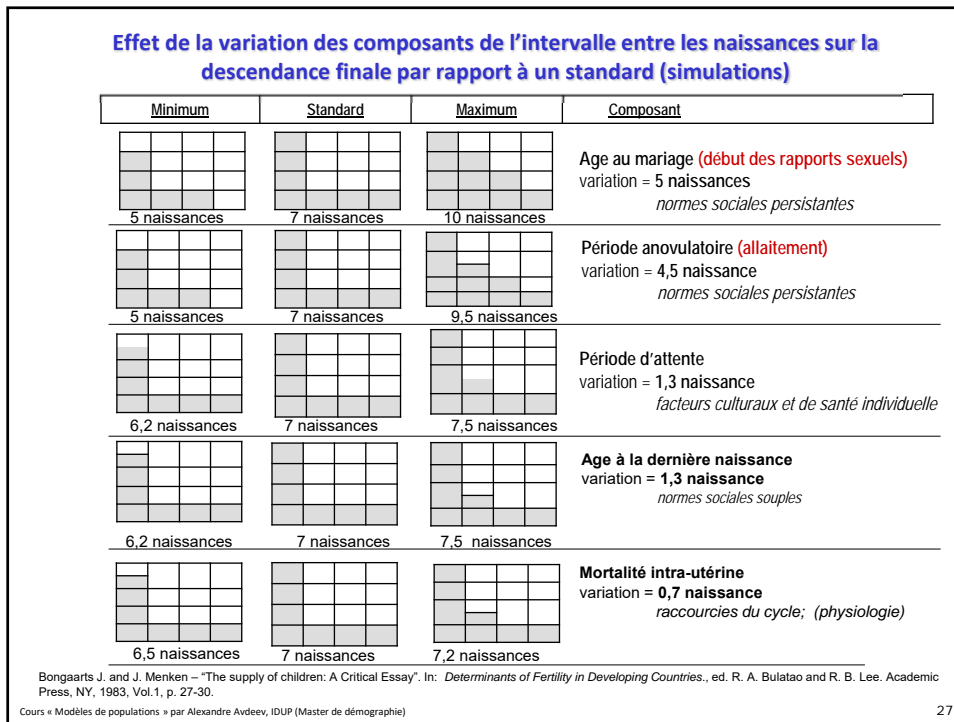 Effet de la variation des composants de l’intervalle entre les naissances sur la
descendance finale par rapport à un standard (simulations)
Minimum Standard Maximum Composant
Age au mariage (début des rapports sexuels)
variation = 5 naissances
normes sociales persistantes
5 naissances 7 naissances 10 naissances
Période anovulatoire (allaitement)
variation = 4,5 naissance
normes sociales persistantes
5 naissances 7 naissances 9,5 naissances
Période d’attente
variation = 1,3 naissance
facteurs culturaux et de santé individuelle
6,2 naissances 7 naissances 7,5 naissances
Age à la dernière naissance
variation = 1,3 naissance
normes sociales souples
6,2 naissances 7 naissances 7,5 naissances
Mortalité intra-utérine
variation = 0,7 naissance
raccourcies du cycle; (physiologie)
6,5 naissances 7 naissances 7,2 naissances
Bongaarts J. and J. Menken – “The supply of children: A Critical Essay”. In: Determinants of Fertility in Developing Countries., ed. R. A. Bulatao and R. B. Lee. Academic
Press, NY, 1983, Vol.1, p. 27-30.
Cours « Modèles de populations » par Alexandre Avdeev, IDUP (Master de démographie) 27